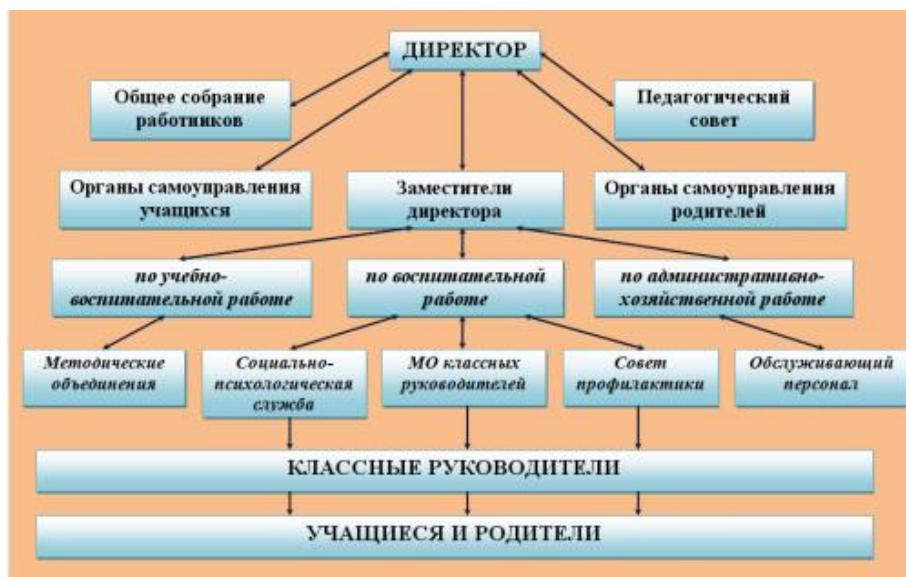 ДИРЕКТОР
Общее собрание
работников
Педагогический
совет
Органы самоуправления
учащихся
Заместители
директора
Органы самоуправления
родителей
по учебно-
воспитательной работе
по воспитательной
работе
по административно-
хозяйственной работе
Методические
объединения
Социально-
психологическая
служба
МО классных
руководителей
Совет
профилактики
Обслуживающий
персонал
КЛАССНЫЕ РУКОВОДИТЕЛИ
УЧАЩИЕСЯ И РОДИТЕЛИ